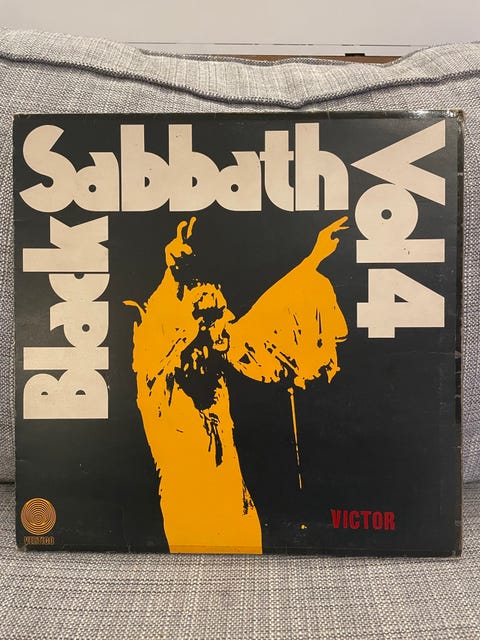 Black
Sabbath
Vol 4
VERTIGO
VICTOR